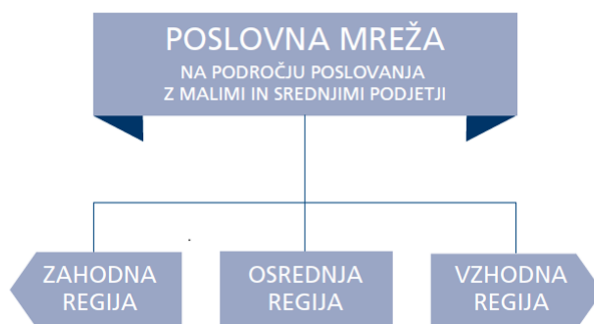 POSLOVNA MREŽA
NA PODROČJU POSLOVANJA
Z MALIMI IN SREDNJIMI PODJETJI
ZAHODNA
REGIJA
OSREDNJA
REGIJA
VZHODNA
REGIJA